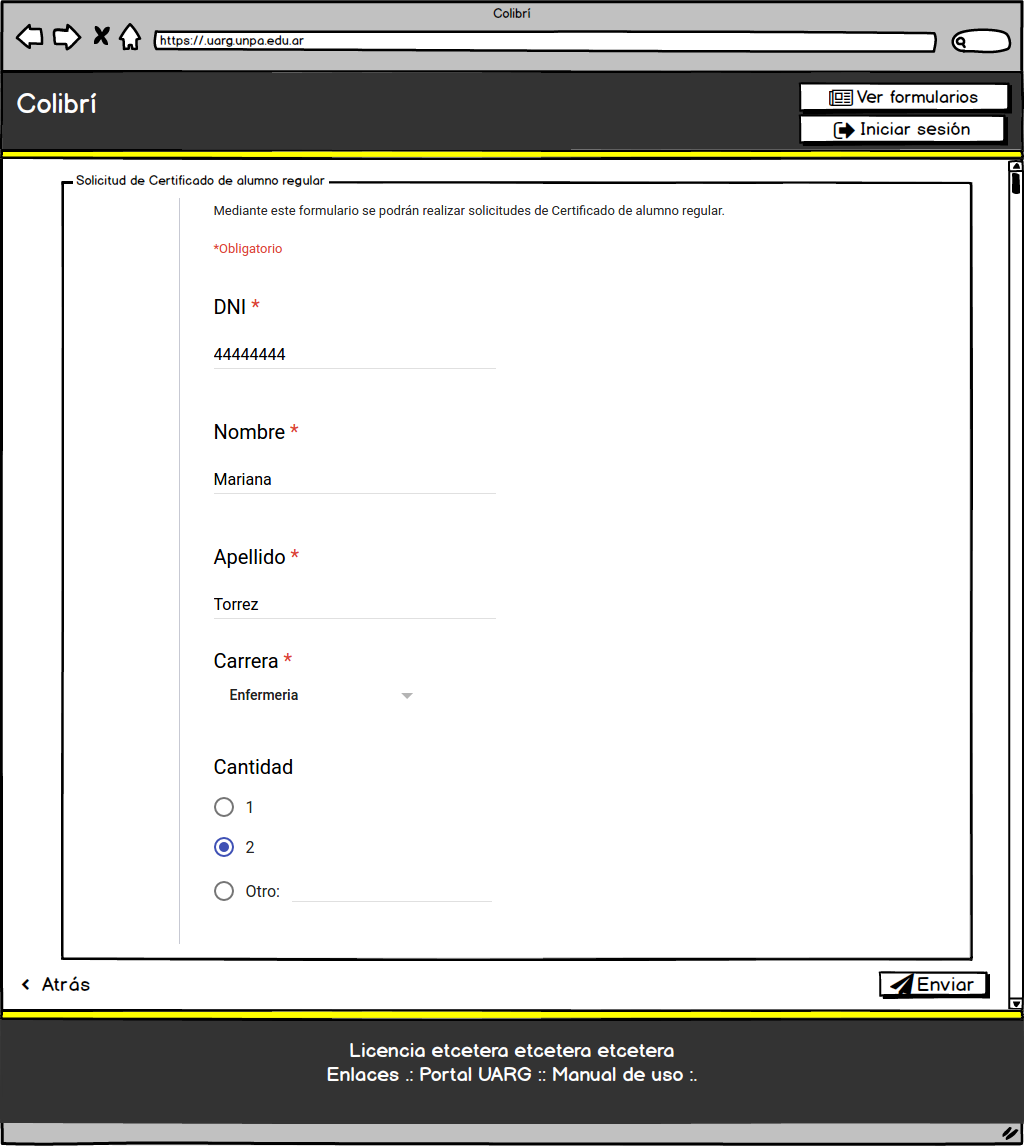 Colibrí
https://.uarg.unpa.edu.ar
Colibrí
Ver formularios
Iniciar sesión
Solicitud de Certificado de alumno regular
Mediante este formulario se podrán realizar solicitudes de Certificado de alumno regular.
*Obligatorio
DNI *
44444444
Nombre *
Mariana
Apellido *
Torrez
Carrera *
Enfermeria
Cantidad
1
2
Otro:
‹ Atrás
Enviar
Licencia etcetera etcetera etcetera
Enlaces .: Portal UARG :: Manual de uso :.